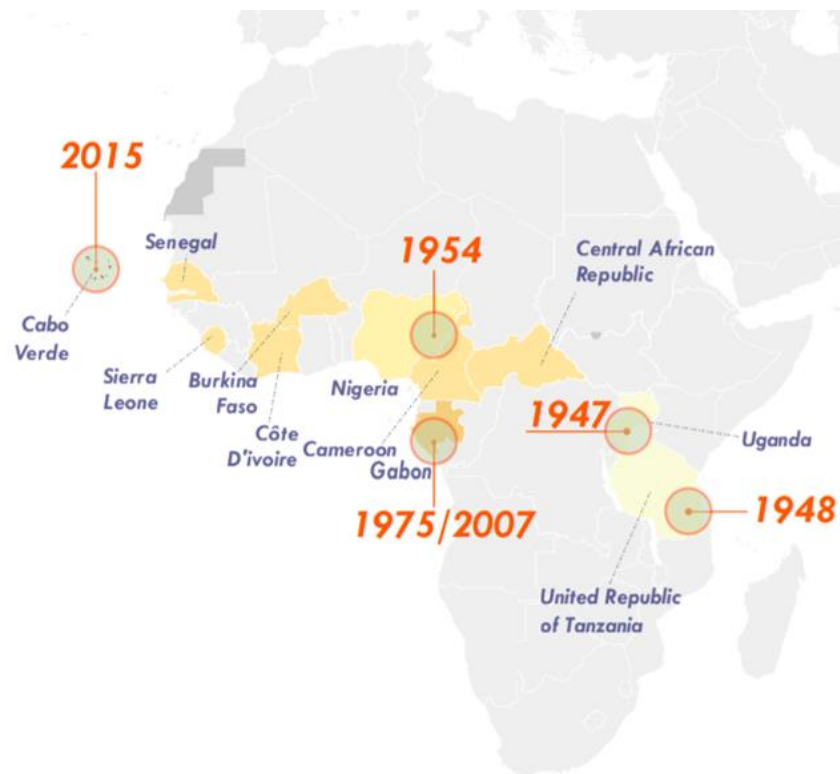 2015
Senegal
1954
Central African
Republic
Cabo
Verde
Sierra
Leone
Burkina
Faso
Côte
D'ivoire
Nigeria
Cameroon
Gabon
1947
Uganda
1975/2007
1948
United Republic
of Tanzania